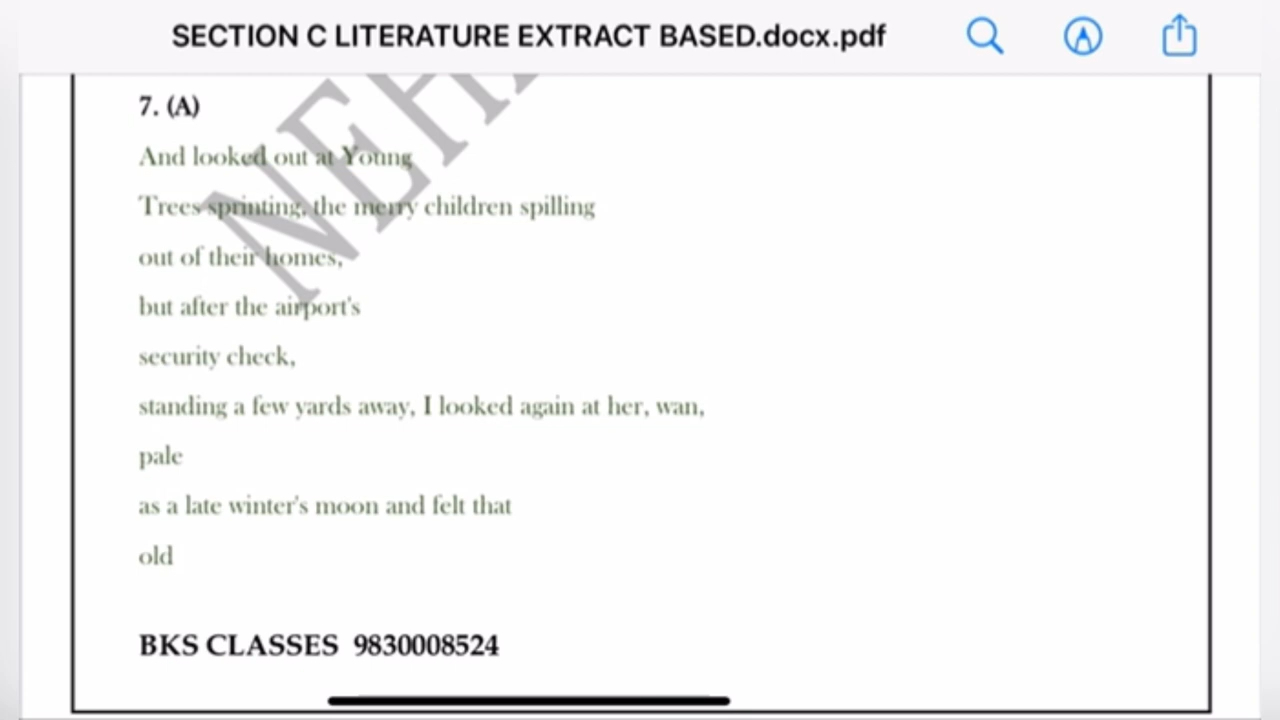 SECTION C LITERATURE EXTRACT BASED.docx.pdf
7. (A)
And looked out at Young
Trees sprinting, the merry children spilling
out of their homes,
but after the airport's
security check,
standing a few yards away, I looked again at her, wan,
pale
as a late winter's moon and felt that
old
BKS CLASSES 9830008524